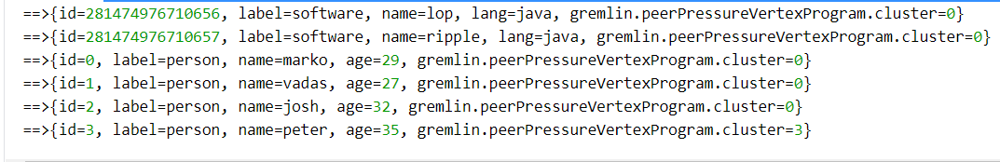 ==>{id=281474976710656, label=software, name=lop, lang=java, gremlin.peerPressureVertexProgram.cluster=0}
==>{id=281474976710657, label=software, name=ripple, lang=java, gremlin.peerPressureVertexProgram.cluster=0}
==>{id=0, label=person, name=marko, age=29, gremlin.peerPressureVertexProgram.cluster=0}
==>{id=1, label=person, name=vadas, age=27, gremlin.peerPressureVertexProgram.cluster=0}
==>{id=2, label=person, name=josh, age=32, gremlin.peerPressureVertexProgram.cluster=0}
==>{id=3, label=person, name=peter, age=35, gremlin.peerPressureVertexProgram.cluster=3}